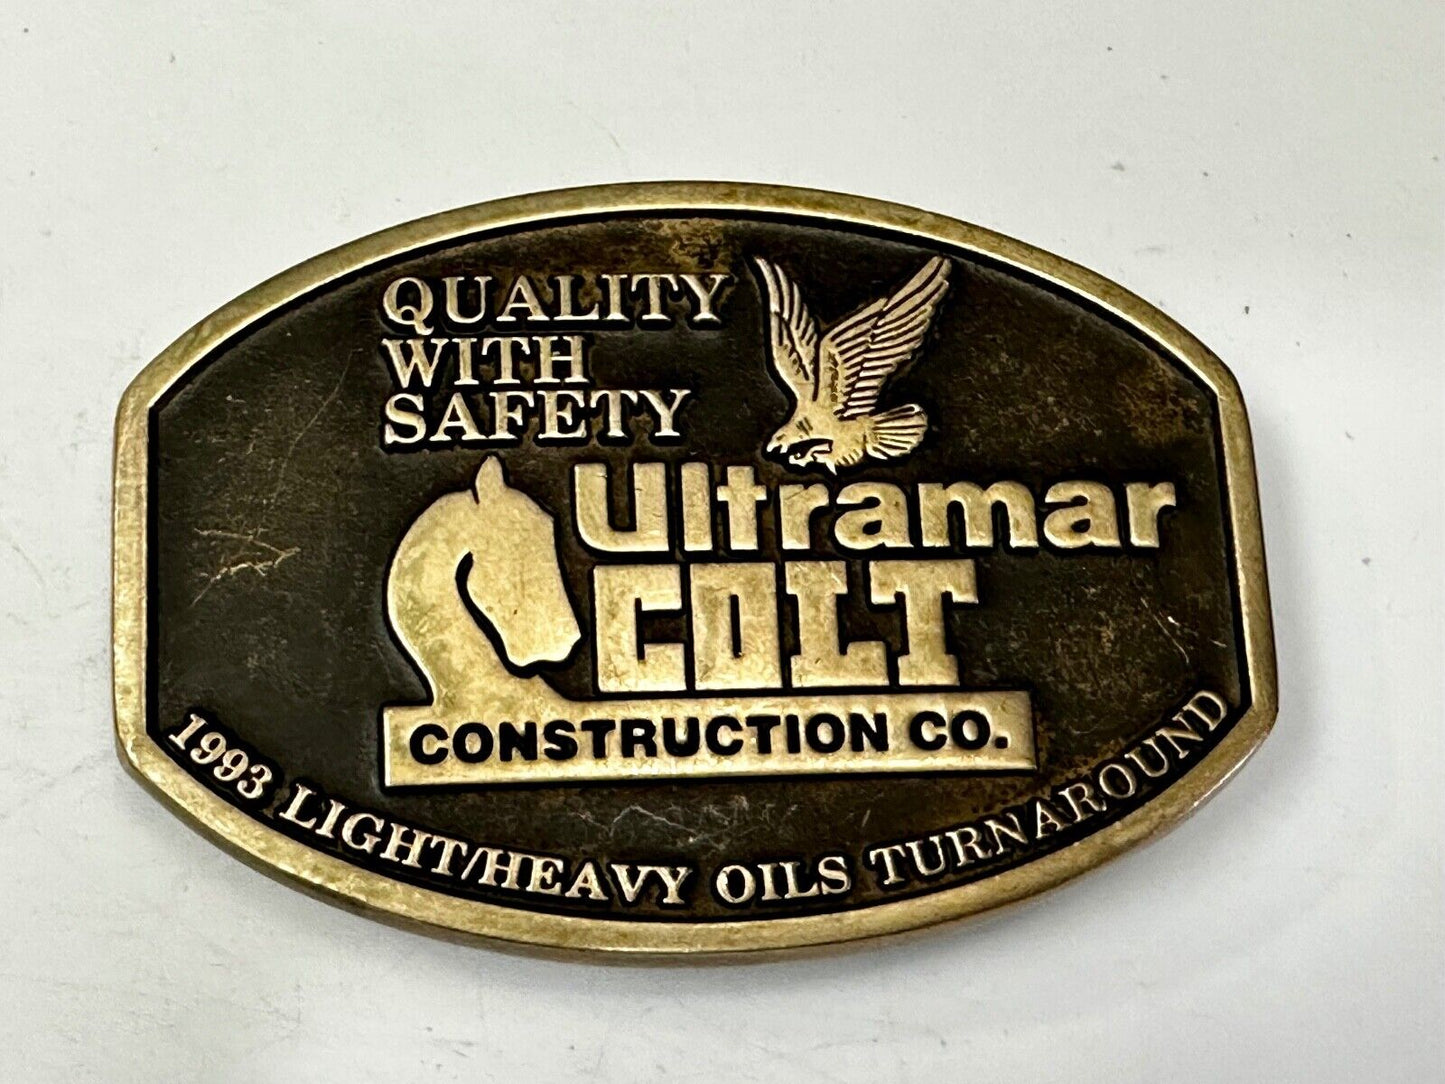 QUALITY
WITH
SAFETY
Ultramar
COLT
CONSTRUCTION CO.
1993 LIGHT/HEAVY OILS TURNAROUND